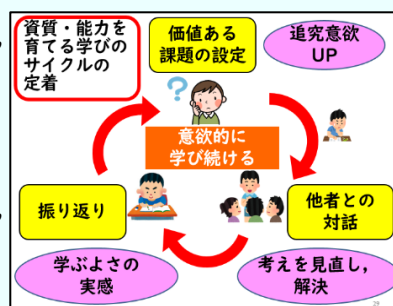 資質・能力を
育てる学びの
サイクルの
定着
価値ある
課題の設定
追究意欲
UP
?
意欲的に
学び続ける
振り返り
他者との
対話
学ぶよさの
実感
考えを見直し,
解決
29